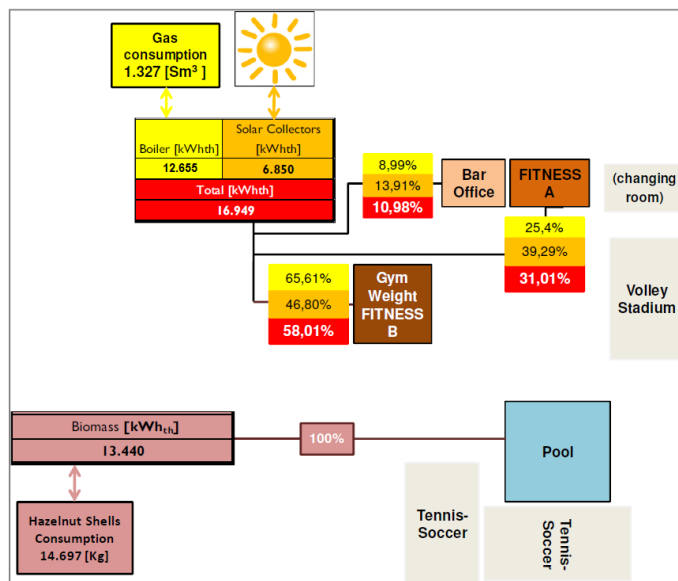 Gas
consumption
1.327 [Sm³ ]
Solar Collectors
Boiler [kWhth]
[kWhth]
12.655
6.850
Total [kWhth]
16.949
8,99%
13,91%
10,98%
Bar
Office
FITNESS
A
(changing
room)
25,4%
39,29%
31,01%
65,61%
46,80%
58,01%
Gym
Weight
FITNESS
B
Volley
Stadium
Biomass [kWhth]
13.440
100%
Pool
Hazelnut Shells
Consumption
14.697 [Kg]
Tennis-
Soccer
Tennis-
Soccer